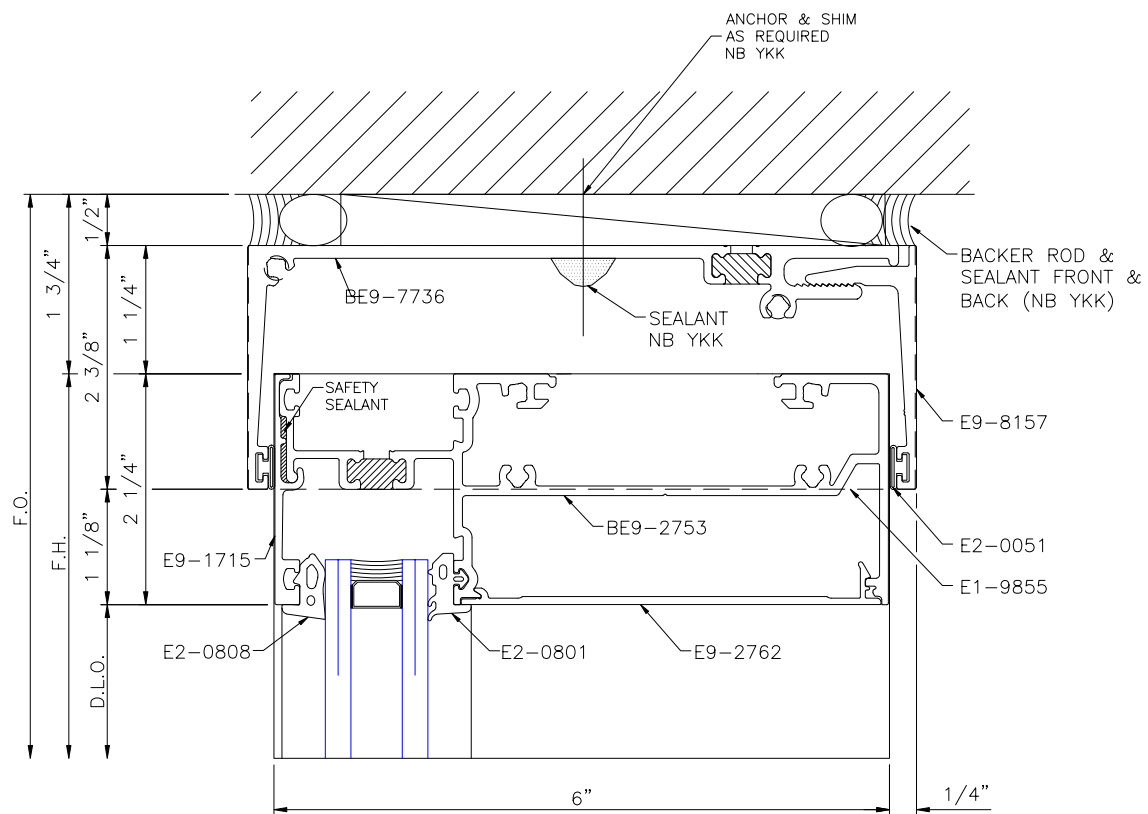 ANCHOR & SHIM
AS REQUIRED
NB YKK
1/2"
1 3/4"
1 1/4"
2 3/8"
BACKER ROD &
SEALANT FRONT &
BACK (NB YKK)
BE9-7736
SEALANT
NB YKK
SAFETY
SEALANT
E9-8157
2 1/4"
F.O.
F.H.
1 1/8"
BE9-2753
E9-1715
E2-0051
E1-9855
E2-0808
E2-0801
E9-2762
D.L.O.
6"
1/4"